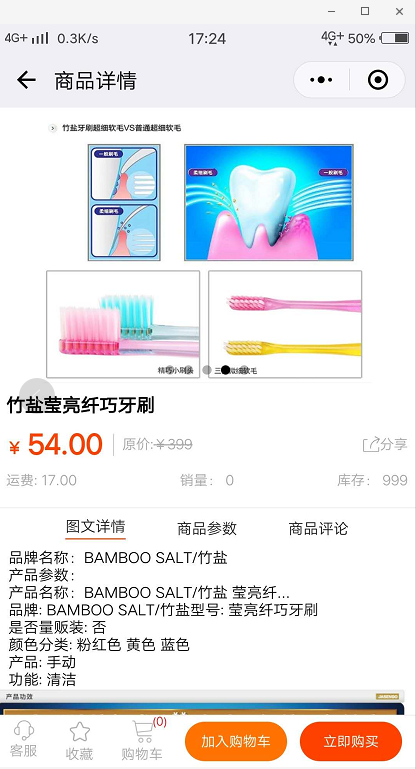 4G+ 0.3K/s 17:24 4G+ 50%
商品详情
竹盐牙刷超细软毛VS普通超细软毛
一般刷毛
柔细刷毛
柔细刷毛 一般刷毛
精巧小刷头
竹盐莹亮纤巧牙刷
¥ 54.00 原价:¥399 分享
运费: 17.00 销量： 0 库存： 999
图文详情 商品参数 商品评论
品牌名称：BAMBOO SALT/竹盐
产品参数：
产品名称：BAMBOO SALT/竹盐 莹亮纤...
品牌: BAMBOO SALT/竹盐型号: 莹亮纤巧牙刷
是否量贩装: 否
颜色分类: 粉红色 黄色 蓝色
产品: 手动
功能: 清洁
产品功效
客服 收藏 购物车 (0) 加入购物车 立即购买